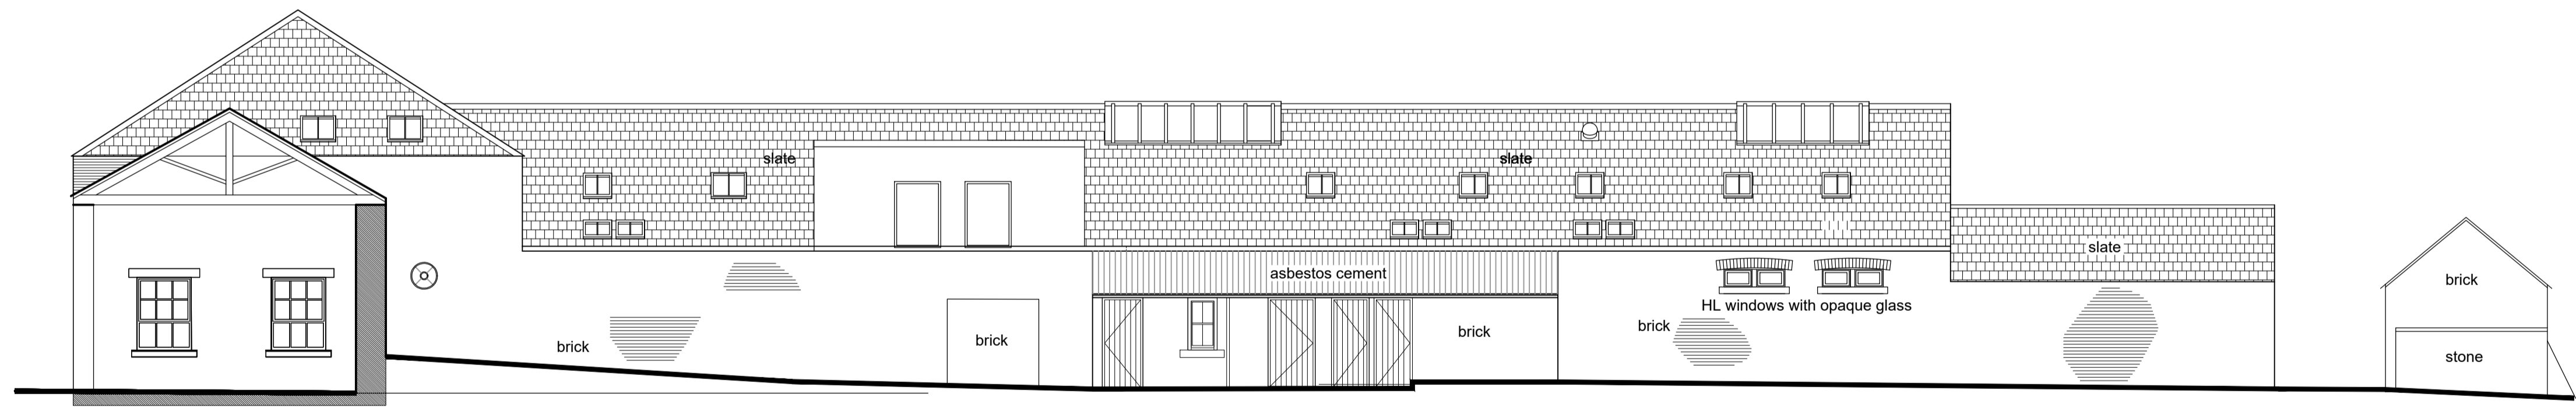 slate
slate
slate
asbestos cement
brick
HL windows with opaque glass
brick
brick
brick
brick
stone